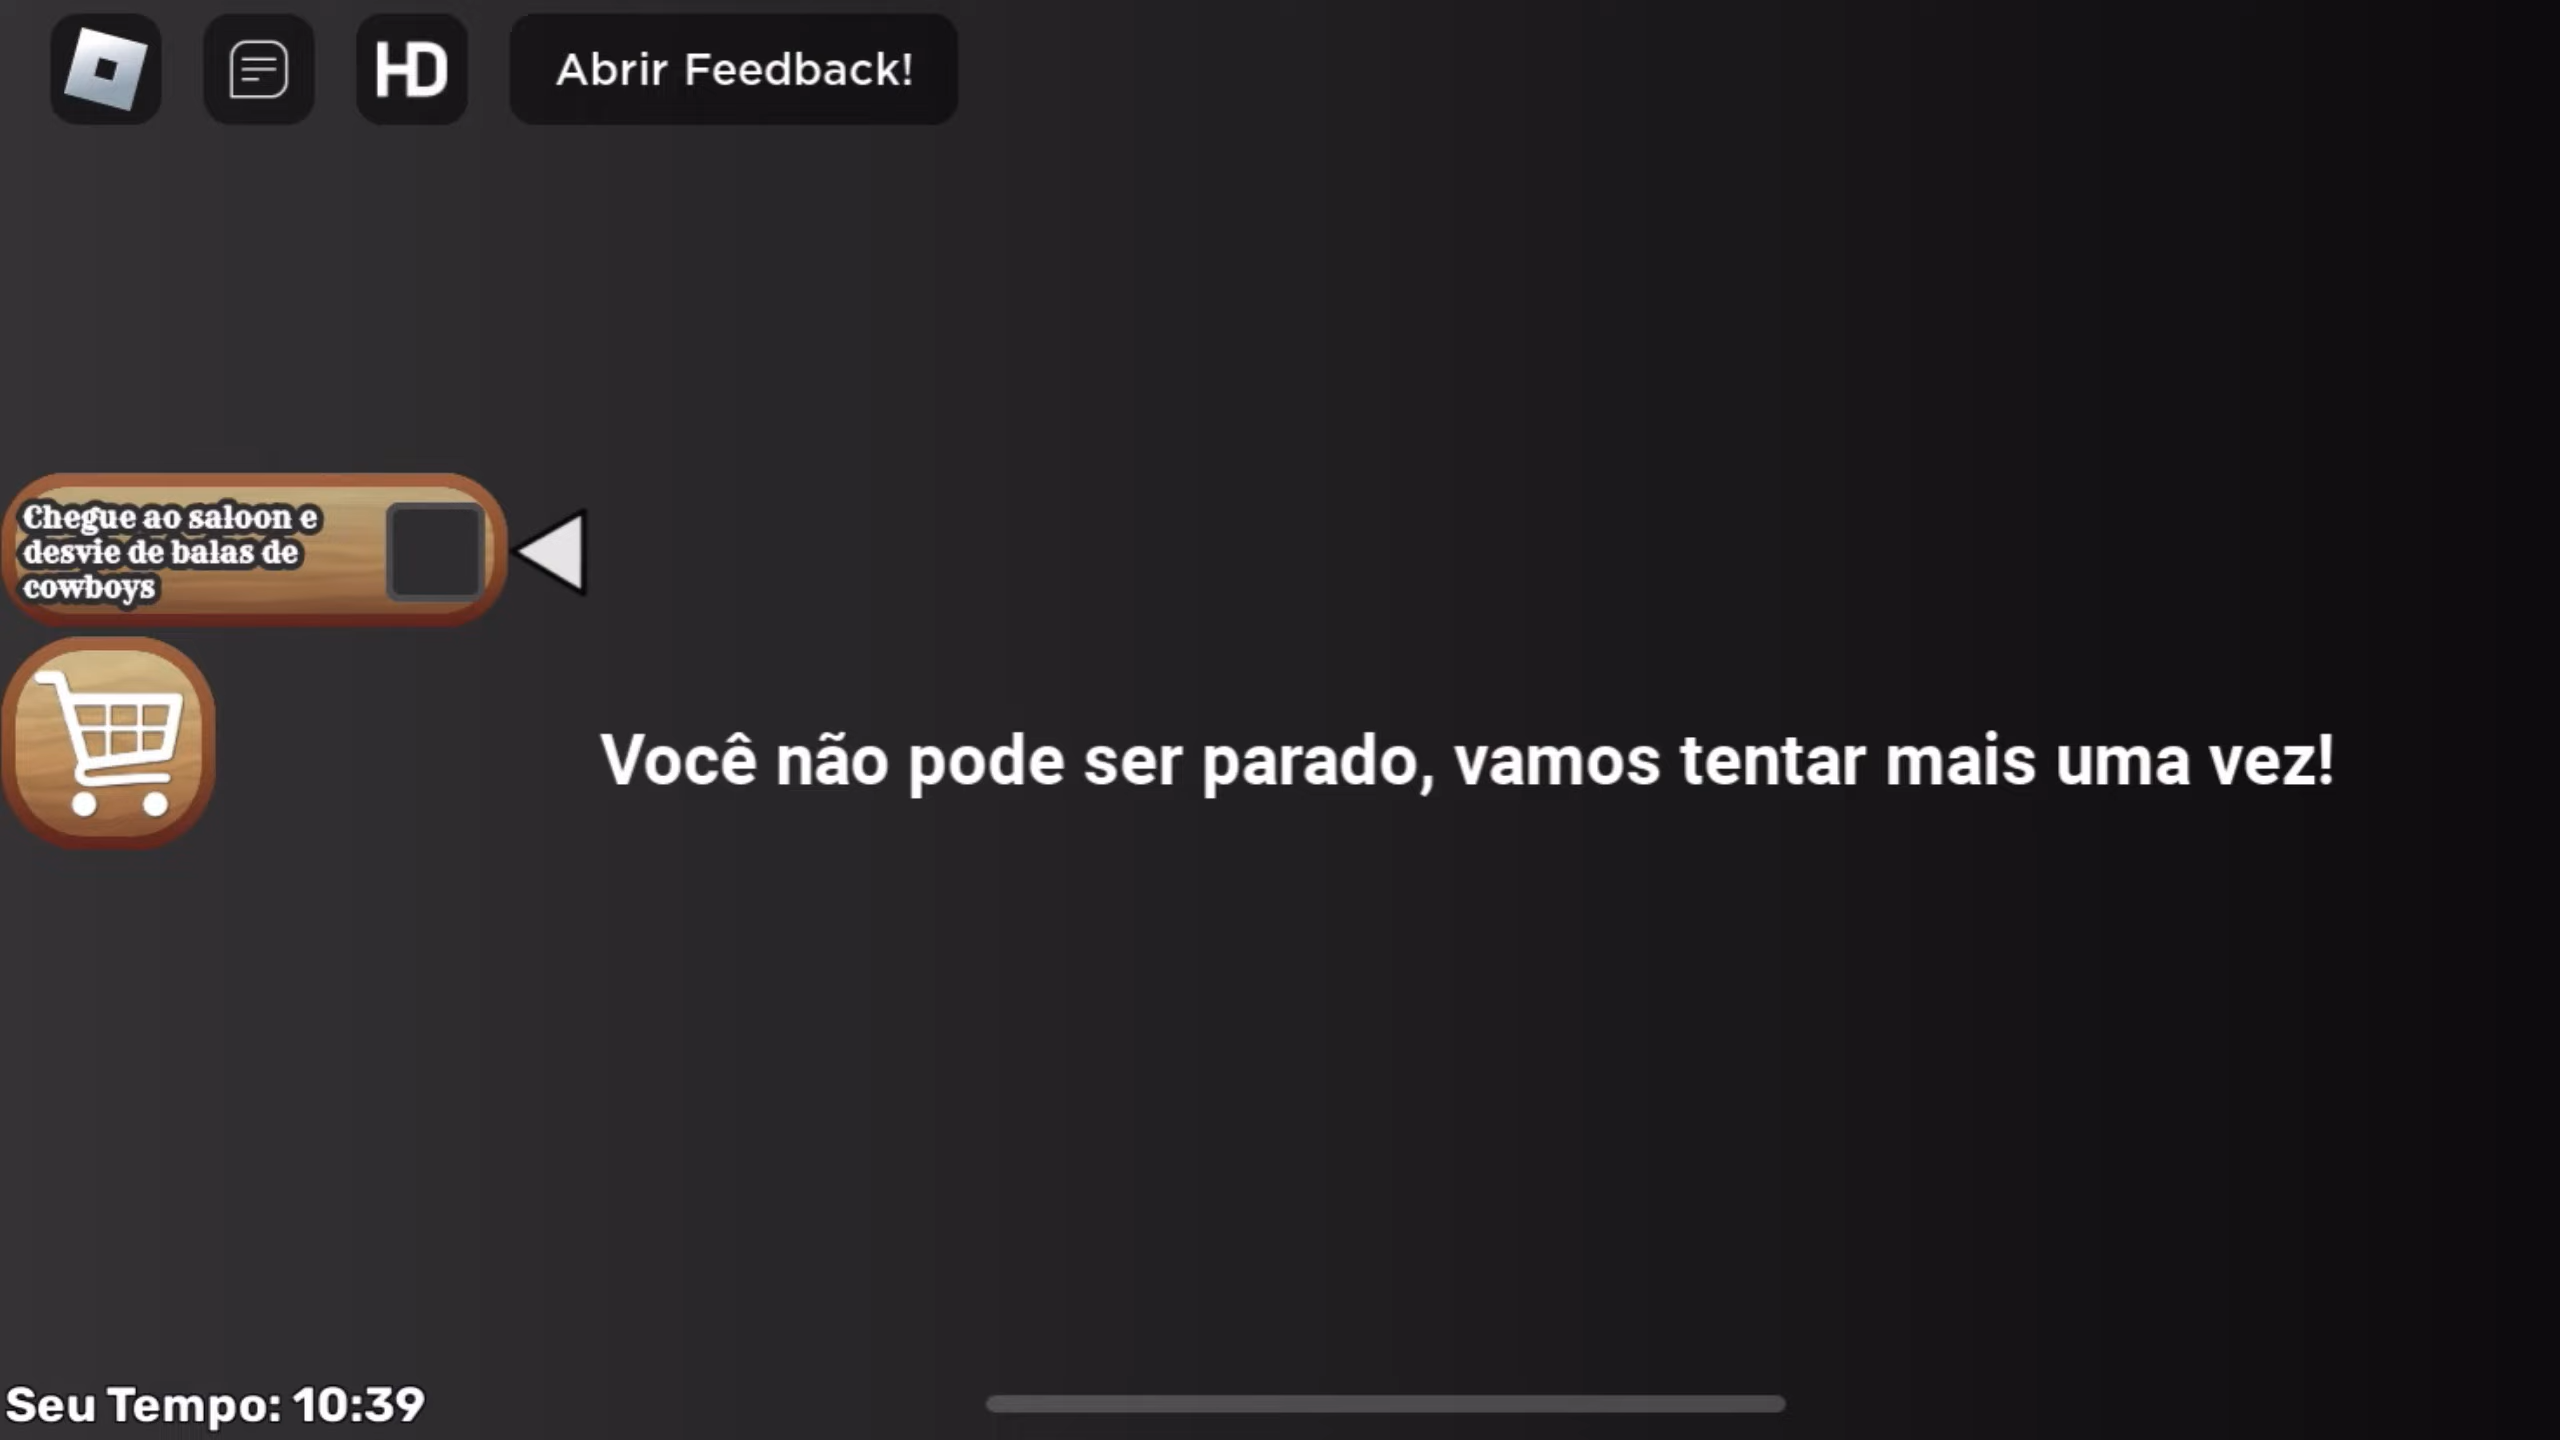 HD
Abrir Feedback!
Chegue ao saloon e
desvie de balas de
cowboys
Você não pode ser parado, vamos tentar mais uma vez!
Seu Tempo: 10:39